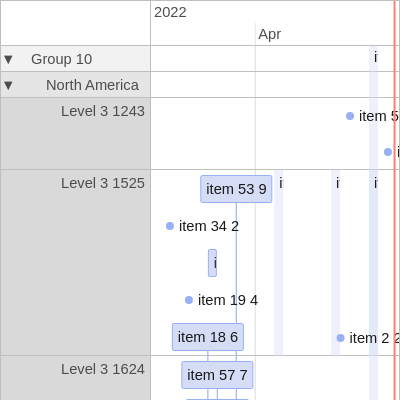 2022
Apr
▼ Group 10
i
▼ North America
Level 3 1243
item 5
i
Level 3 1525
item 53 9
i
i
i
item 34 2
i
item 19 4
item 18 6
item 2 2
Level 3 1624
item 57 7